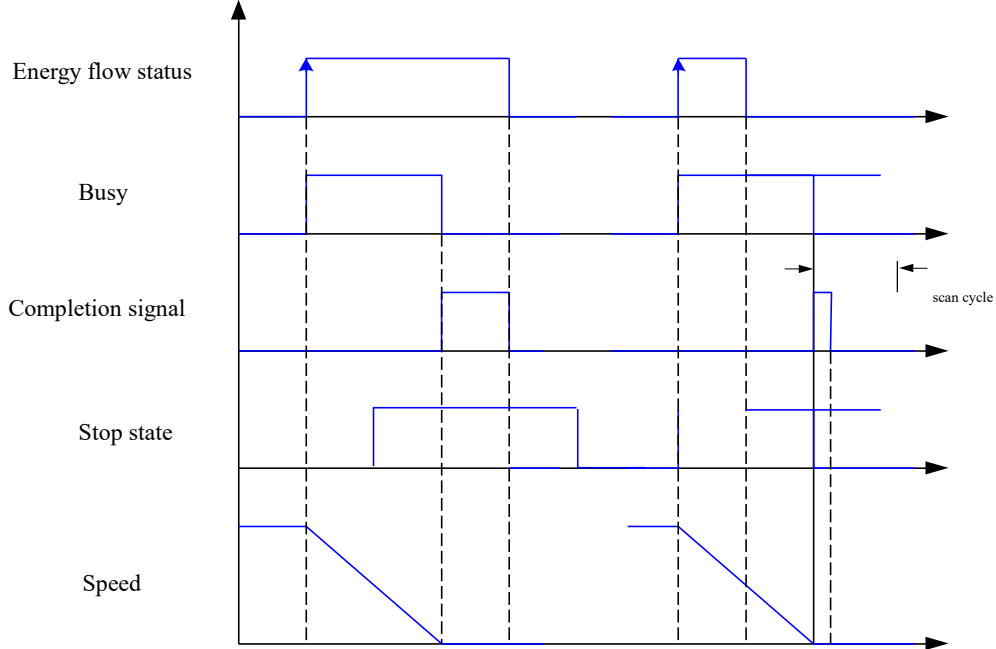 Energy flow status
Busy
scan cycle
Completion signal
Stop state
Speed